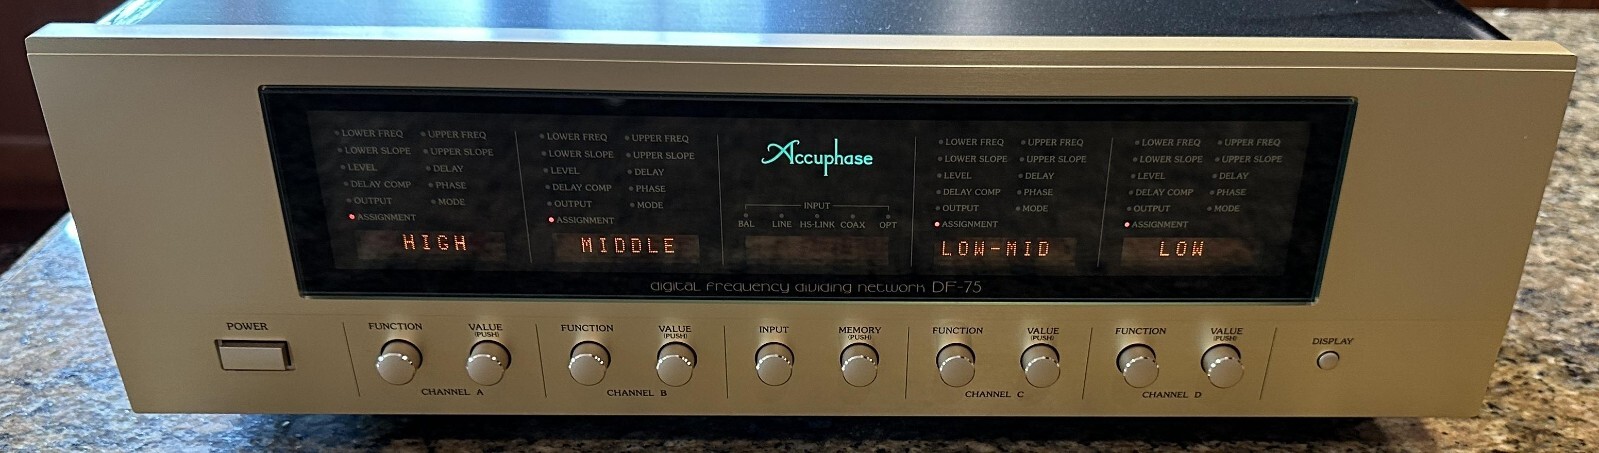 LOWER FREQ UPPER FREQ
LOWER SLOPE UPPER SLOPE
LEVEL DELAY
DELAY COMP PHASE
OUTPUT MODE
ASSIGNMENT
HIGH
LOWER FREQ UPPER FREQ
LOWER SLOPE UPPER SLOPE
LEVEL DELAY
DELAY COMP PHASE
OUTPUT MODE
ASSIGNMENT
MIDDLE
Accuphase
INPUT
BAL LINE HS-LINK COAX OPT
LOWER FREQ UPPER FREQ
LOWER SLOPE UPPER SLOPE
LEVEL DELAY
DELAY COMP PHASE
OUTPUT MODE
ASSIGNMENT
LOW-MID
LOWER FREQ UPPER FREQ
LOWER SLOPE UPPER SLOPE
LEVEL DELAY
DELAY COMP PHASE
OUTPUT MODE
ASSIGNMENT
LOW
digital frequency dividing network DF-75
POWER
FUNCTION VALUE
(PUSH)
CHANNEL A
FUNCTION VALUE
(PUSH)
CHANNEL B
INPUT MEMORY
(PUSH)
FUNCTION VALUE
(PUSH)
CHANNEL C
FUNCTION VALUE
(PUSH)
CHANNEL D
DISPLAY